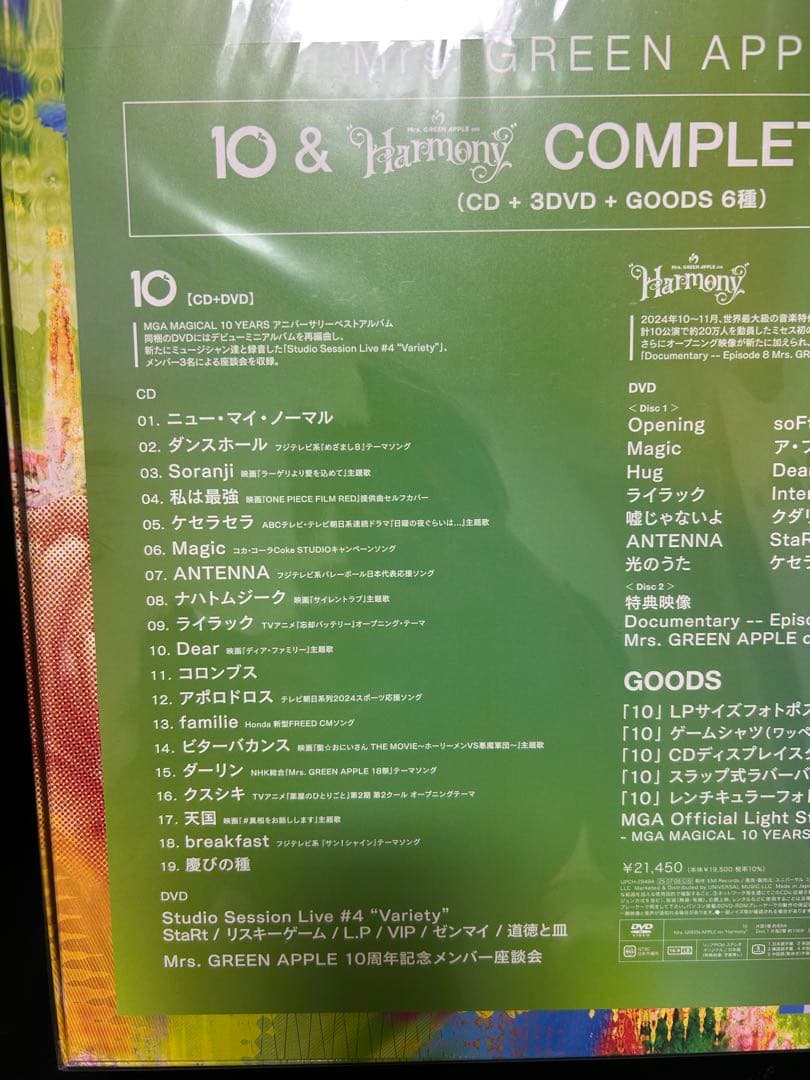 Mrs. GREEN APP
10 & Mrs. GREEN APPLE on Harmony COMPLET
(CD + 3DVD + GOODS 6種)
10 【CD+DVD】
MGA MAGICAL 10 YEARS アニバーサリーベストアルバム
同梱のDVDにはデビューミニアルバムを再編曲し、
新たにミュージシャン達と録音した「Studio Session Live #4 “Variety”」、
メンバー3名による座談会を収録。
CD
01. ニュー・マイ・ノーマル
02. ダンスホール フジテレビ系『めざまし8』テーマソング
03. Soranji 映画『ラーゲリより愛を込めて』主題歌
04. 私は最強 映画『ONE PIECE FILM RED』提供曲セルフカバー
05. ケセラセラ ABCテレビ・テレビ朝日系連続ドラマ『日曜の夜ぐらいは...』主題歌
06. Magic コカ・コーラCoke STUDIOキャンペーンソング
07. ANTENNA フジテレビ系バレーボール日本代表応援ソング
08. ナハトムジーク 映画『サイレントラブ』主題歌
09. ライラック TVアニメ『忘却バッテリー』オープニング・テーマ
10. Dear 映画『ディア・ファミリー』主題歌
11. コロンブス
12. アポロドロス テレビ朝日系列2024スポーツ応援ソング
13. familie Honda 新型FREED CMソング
14. ビターバカンス 映画『聖☆おにいさん THE MOVIE〜ホーリーメンVS悪魔軍団〜』主題歌
15. ダーリン NHK総合『Mrs. GREEN APPLE 18祭』テーマソング
16. クスシキ TVアニメ『薬屋のひとりごと』第2期 第2クール オープニングテーマ
17. 天国 映画『#真相をお話しします』主題歌
18. breakfast フジテレビ系『サン！シャイン』テーマソング
19. 慶びの種
DVD
Studio Session Live #4 “Variety”
StaRt / リスキーゲーム / L.P / VIP / ゼンマイ / 道徳と皿
Mrs. GREEN APPLE 10周年記念メンバー座談会
Mrs. GREEN APPLE on Harmony
2024年10〜11月、世界最大級の音楽特
計10公演で約20万人を動員したミセス初の
さらにオープニング映像が新たに加えられ、
「Documentary -- Episode 8 Mrs. GR
DVD
< Disc 1 >
Opening soFt
Magic ア・フ
Hug Dear
ライラック Inter
嘘じゃないよ クダリ
ANTENNA StaR
光のうた ケセラ
< Disc 2 >
特典映像
Documentary -- Episo
Mrs. GREEN APPLE o
GOODS
「10」 LPサイズフォトポス
「10」 ゲームシャツ(ワッペ
「10」 CDディスプレイスタ
「10」 スラップ式ラバーバ
「10」 レンチキュラーフォト
MGA Official Light St
- MGA MAGICAL 10 YEARS
¥21,450 (本体¥19,500 税率10%)